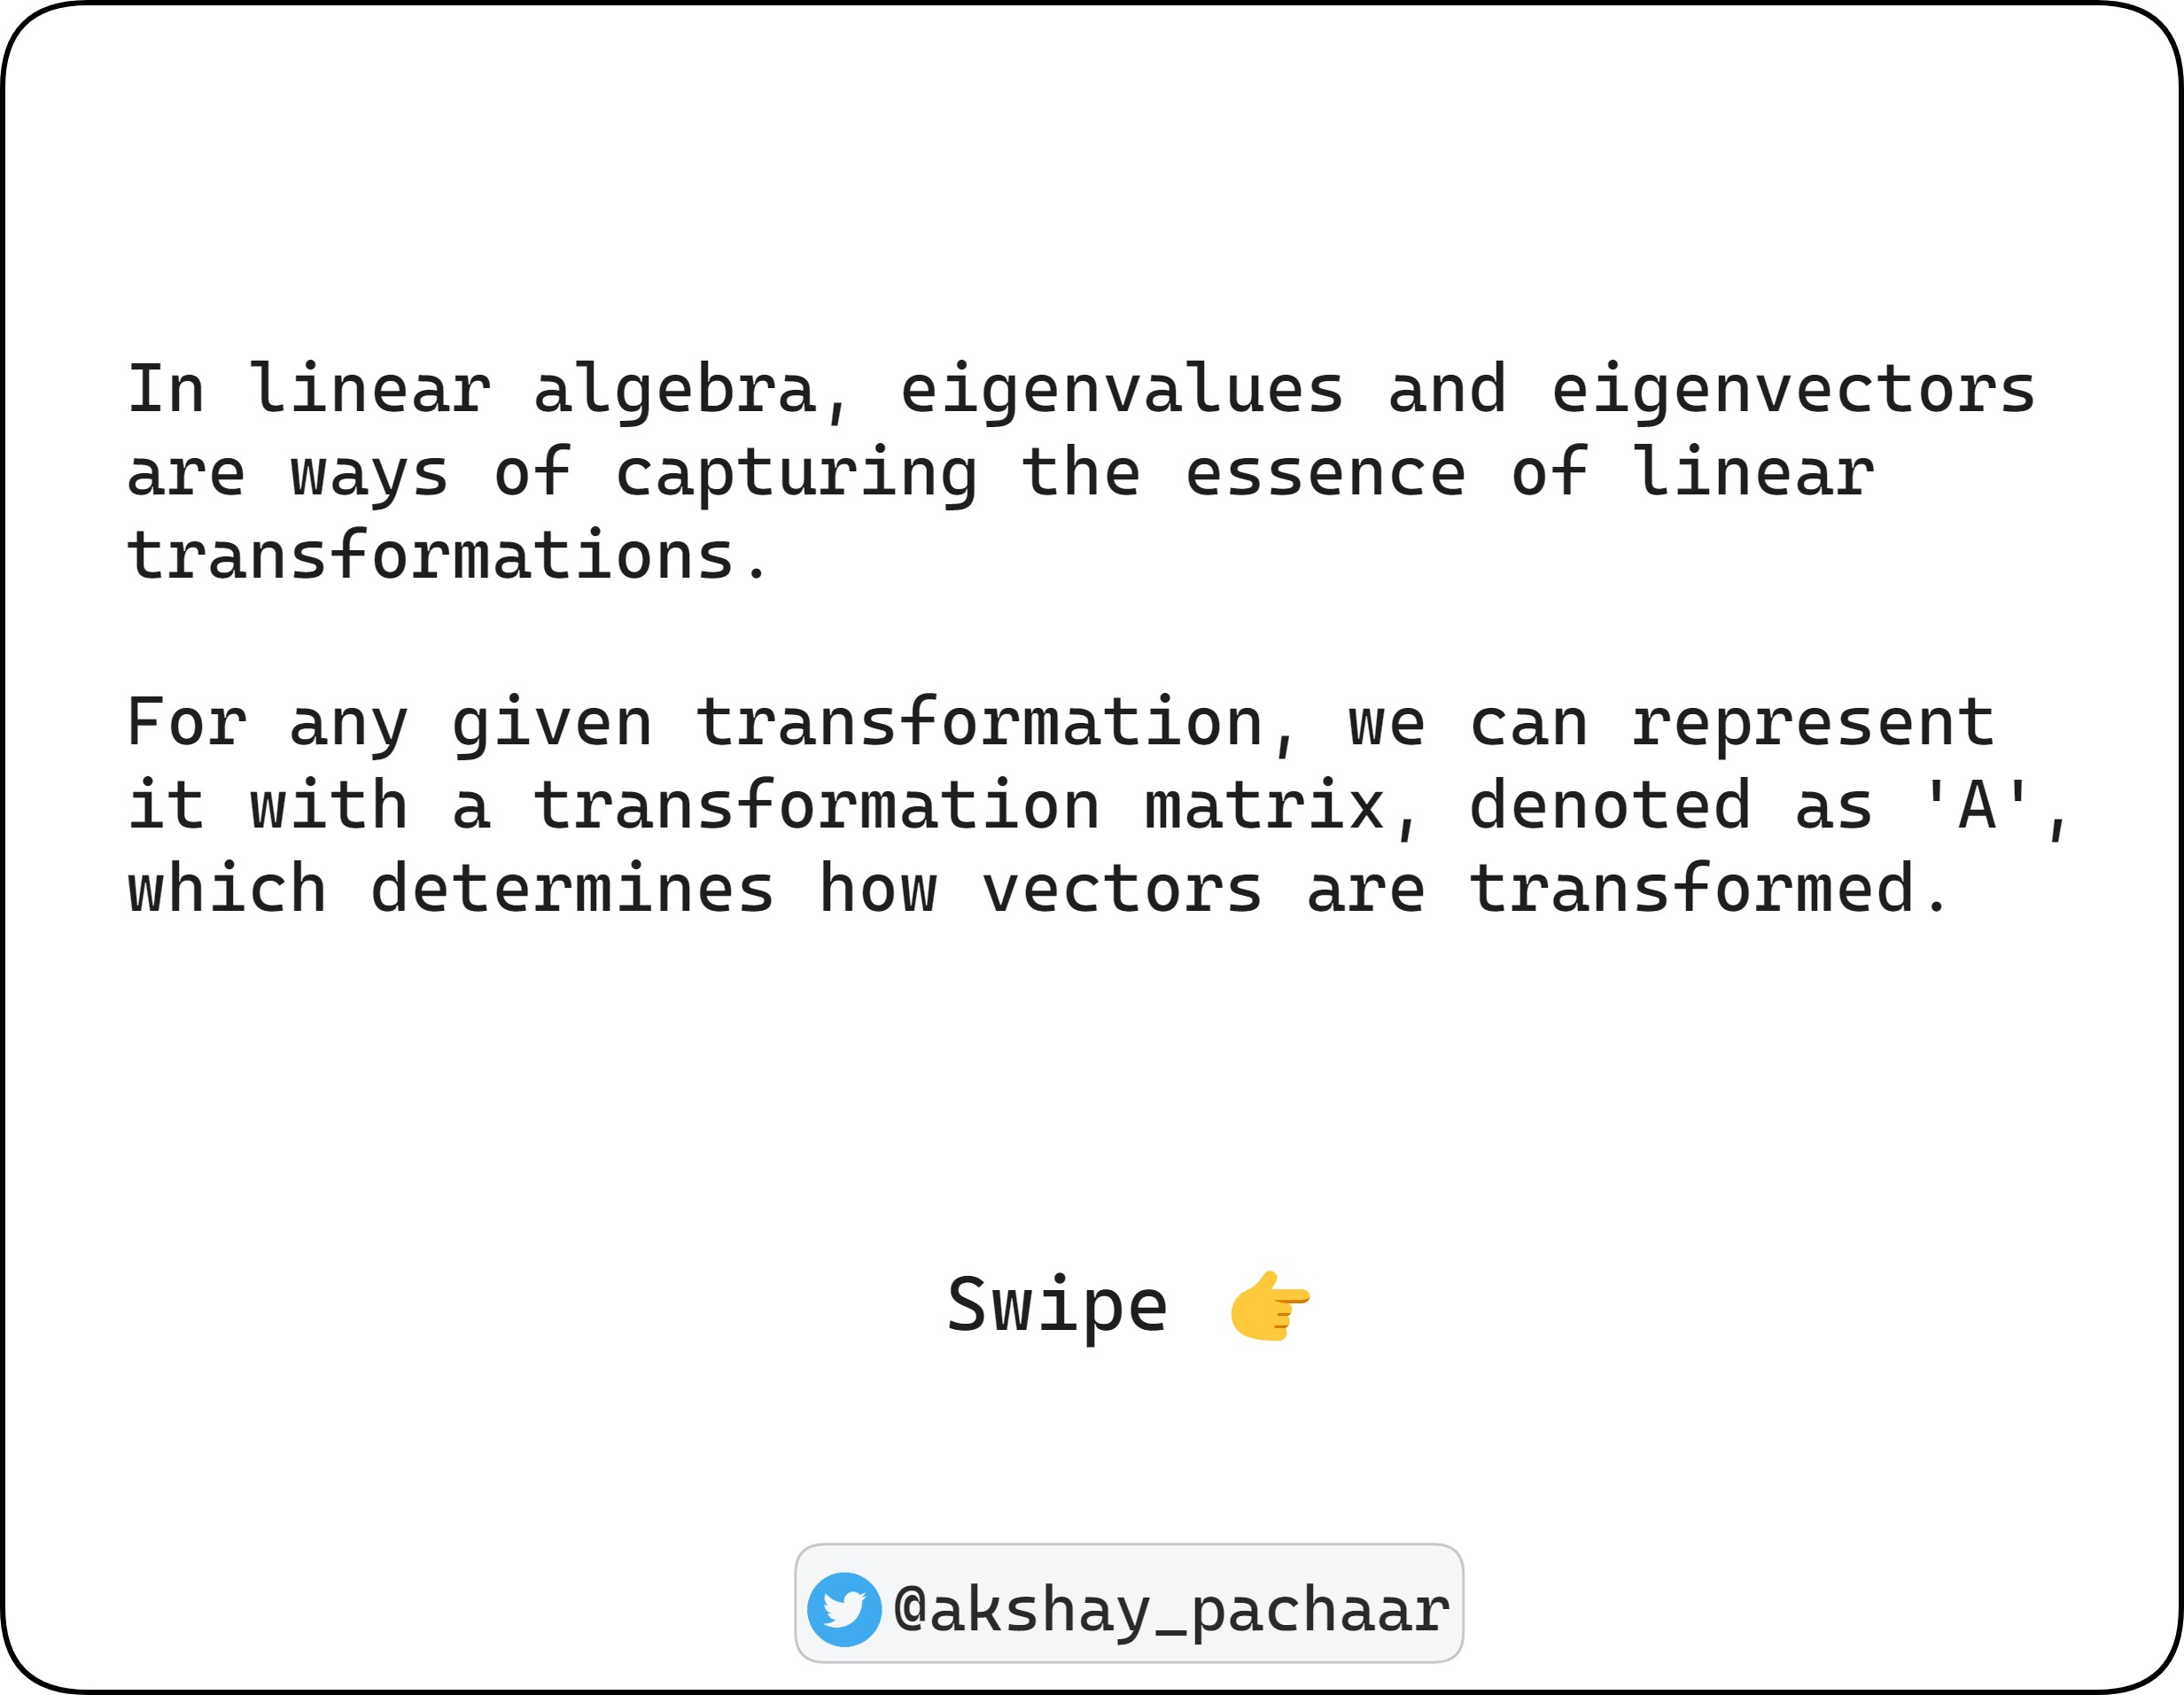 In linear algebra, eigenvalues and eigenvectors
are ways of capturing the essence of linear
transformations.
For any given transformation, we can represent
it with a transformation matrix, denoted as 'A',
which determines how vectors are transformed.
Swipe 👉
@akshay_pachaar